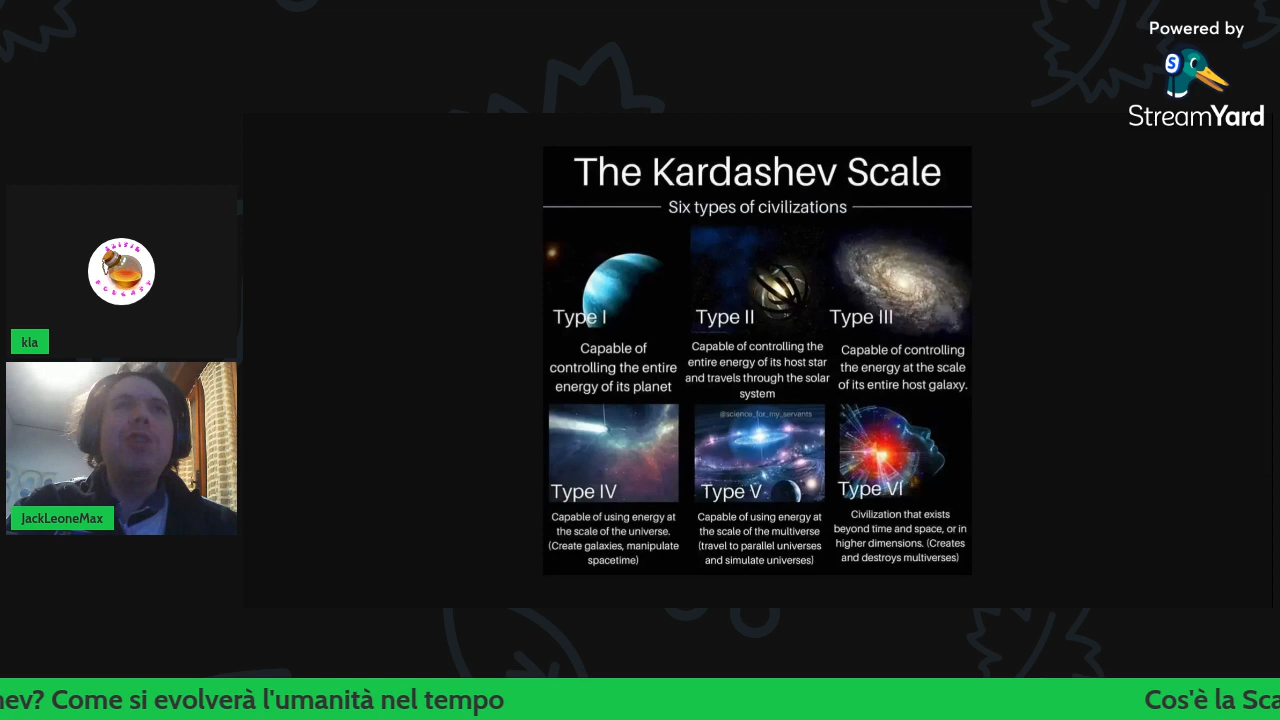 Powered by
StreamYard
The Kardashev Scale
Six types of civilizations
Type I
Capable of
controlling the entire
energy of its planet
Type II
Capable of controlling the
entire energy of its host star
and travels through the solar
system
Type III
Capable of controlling
the energy at the scale
of its entire host galaxy.
Type IV
Capable of using energy at
the scale of the universe.
(Create galaxies, manipulate
spacetime)
@science_for_my_servants
Type V
Capable of using energy at
the scale of the multiverse
(travel to parallel universes
and simulate universes)
Type VI
Civilization that exists
beyond time and space, or in
higher dimensions. (Creates
and destroys multiverses)
kla
JackLeoneMax
hev? Come si evolverà l'umanità nel tempo
Cos'è la Sca